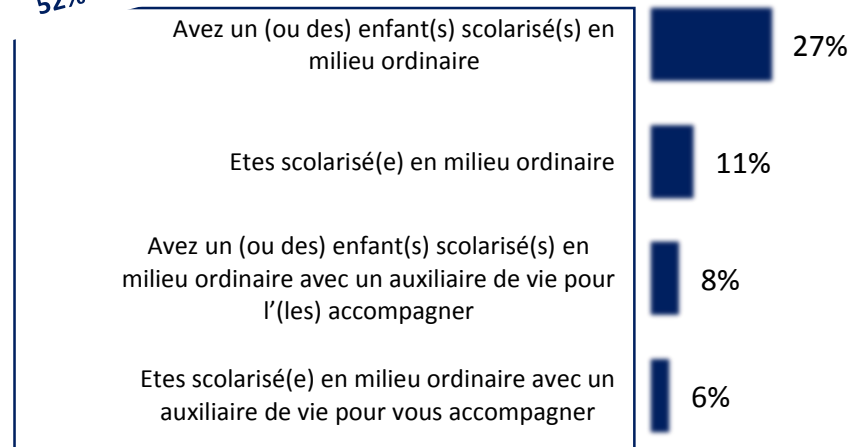 52%
Avez un (ou des) enfant(s) scolarisé(s) en
milieu ordinaire
27%
Etes scolarisé(e) en milieu ordinaire
11%
Avez un (ou des) enfant(s) scolarisé(s) en
milieu ordinaire avec un auxiliaire de vie pour
l’(les) accompagner
8%
Etes scolarisé(e) en milieu ordinaire avec un
auxiliaire de vie pour vous accompagner
6%